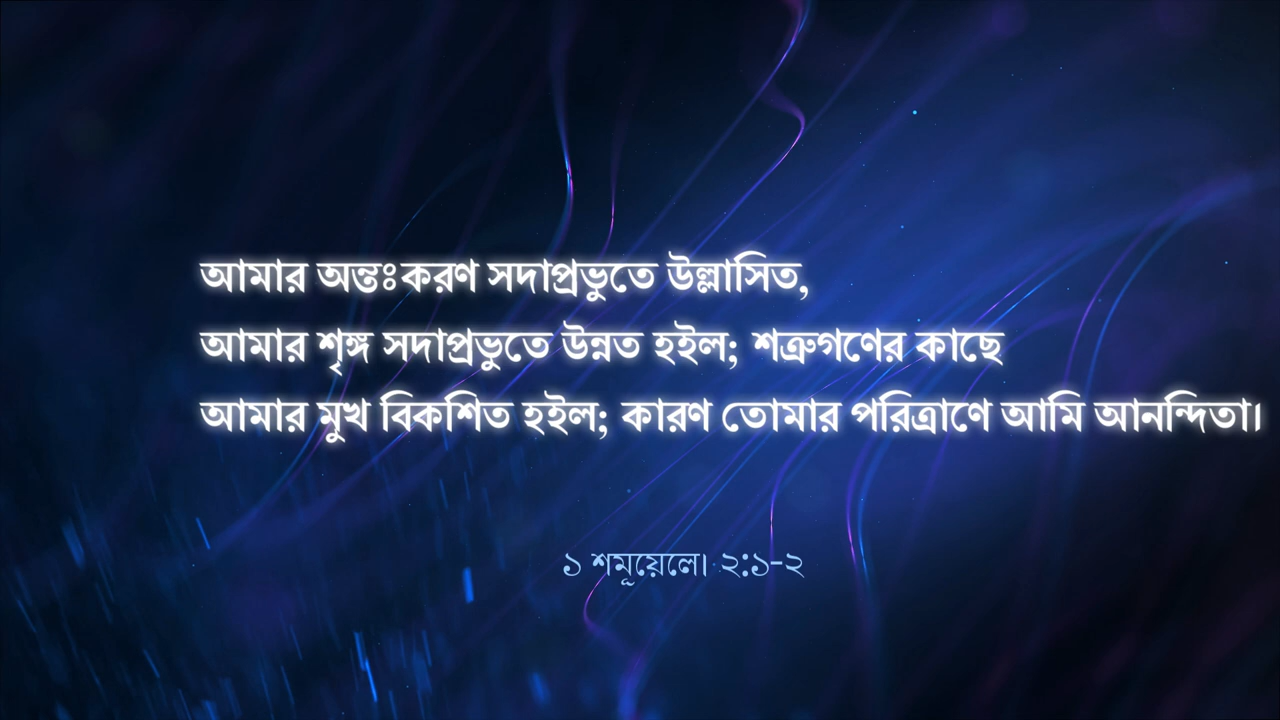 আমার অন্তঃকরণ সদাপ্রভুতে উল্লাসিত,
আমার শৃঙ্গ সদাপ্রভুতে উন্নত হইল; শত্রুগণের কাছে
আমার মুখ বিকশিত হইল; কারণ তোমার পরিত্রাণে আমি আনন্দিতা।
১ শমূয়েলে। ২:১-২